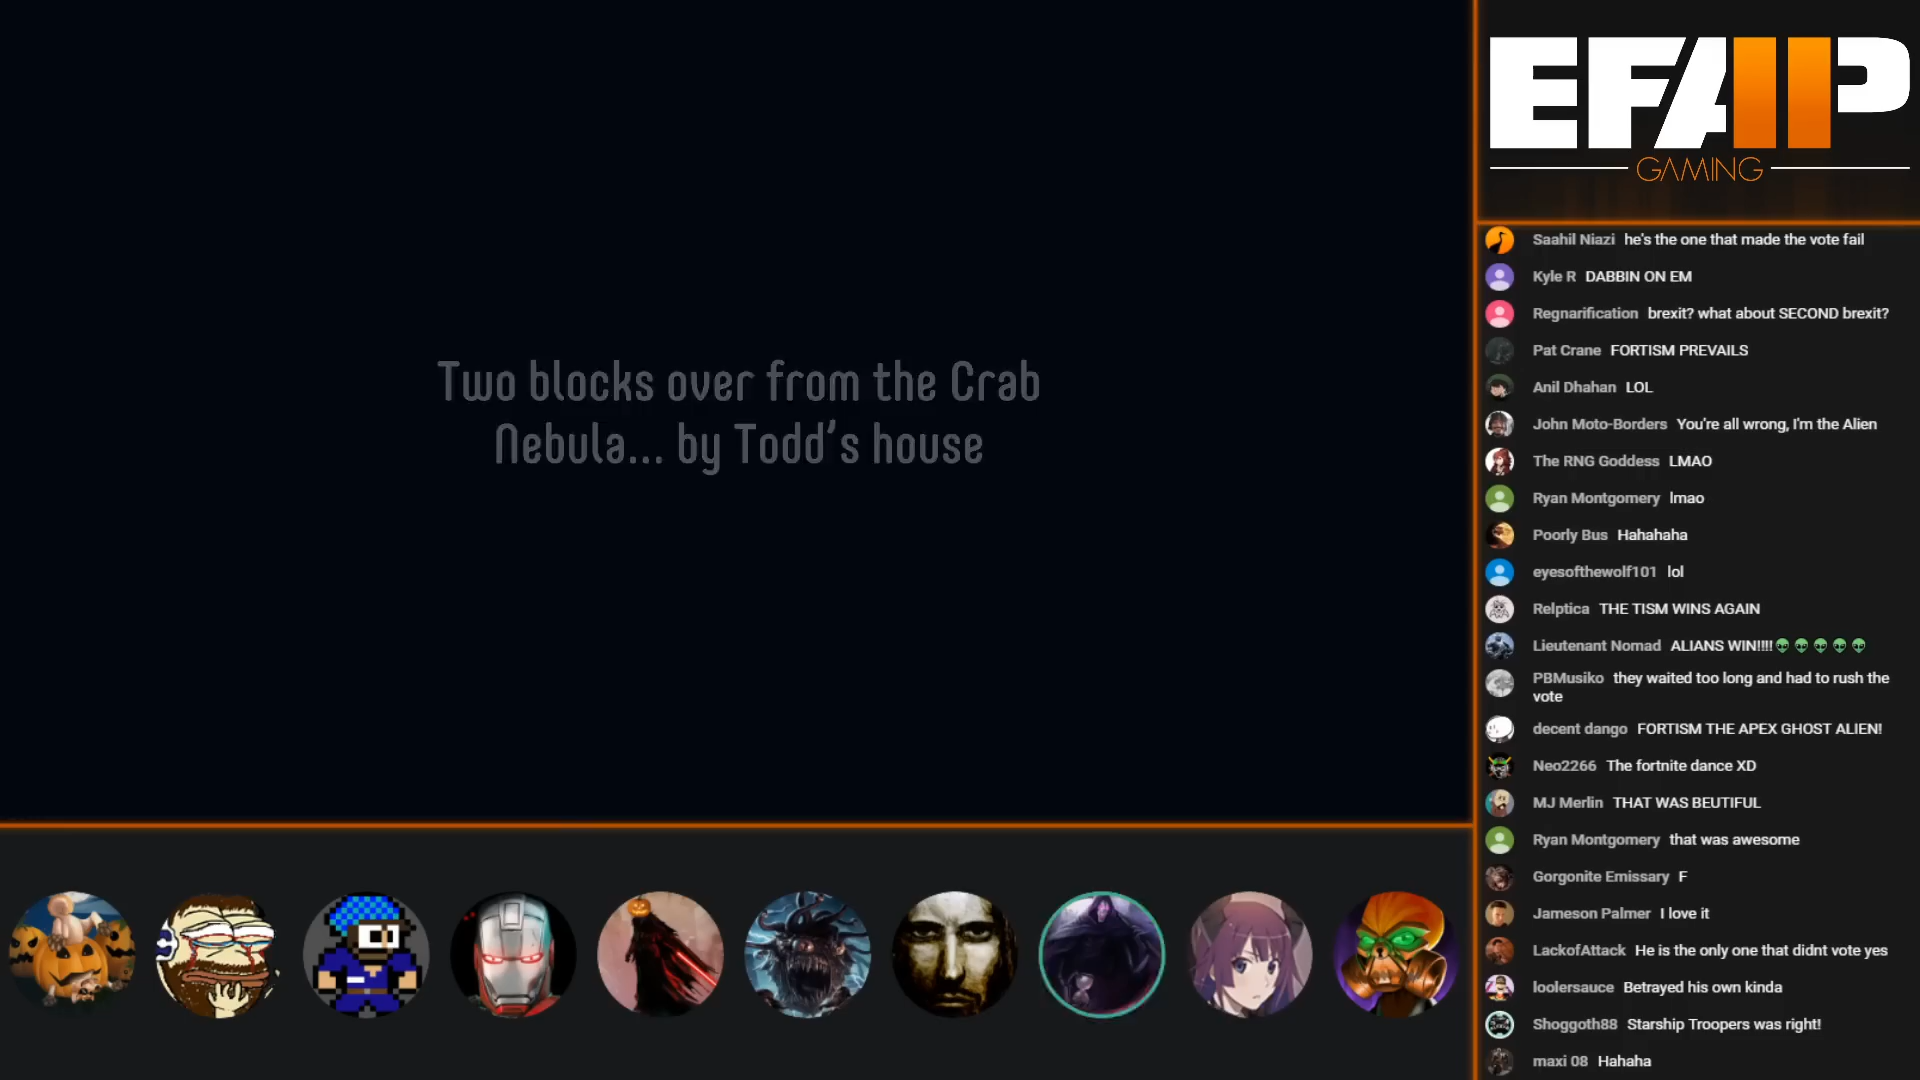 Two blocks over from the Crab
Nebula... by Todd's house
EFAP
GAMING
Saahil Niazi he's the one that made the vote fail
Kyle R DABBIN ON EM
Regnarification brexit? what about SECOND brexit?
Pat Crane FORTISM PREVAILS
Anil Dhahan LOL
John Moto-Borders You're all wrong, I'm the Alien
The RNG Goddess LMAO
Ryan Montgomery lmao
Poorly Bus Hahahaha
eyesofthewolf101 lol
Relptica THE TISM WINS AGAIN
Lieutenant Nomad ALIANS WIN!!!!👽👽👽👽👽
PBMusiko they waited too long and had to rush the
vote
decent dango FORTISM THE APEX GHOST ALIEN!
Neo2266 The fortnite dance XD
MJ Merlin THAT WAS BEUTIFUL
Ryan Montgomery that was awesome
Gorgonite Emissary F
Jameson Palmer I love it
LackofAttack He is the only one that didnt vote yes
loolersauce Betrayed his own kinda
Shoggoth88 Starship Troopers was right!
maxi 08 Hahaha